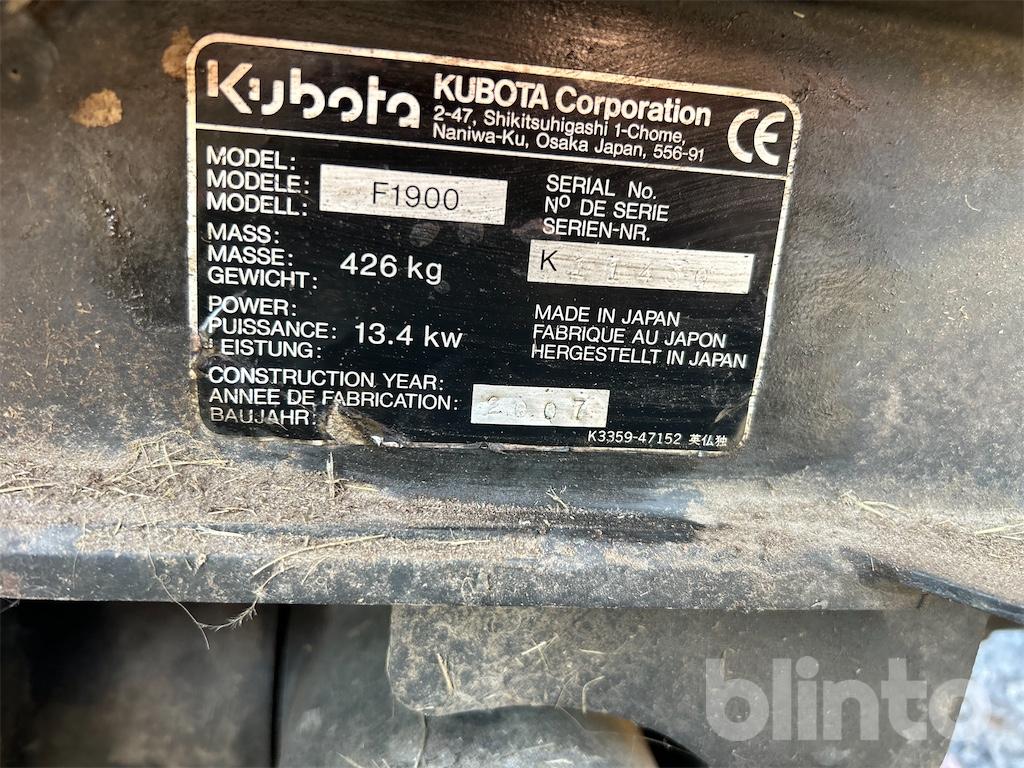 Kubota
KUBOTA Corporation
2-47, Shikitsuhigashi 1-Chome,
Naniwa-Ku, Osaka Japan, 556-91
CE
MODEL:
MODELE:
MODELL:
F1900
SERIAL No.
Nº DE SERIE
SERIEN-NR.
K
MASS:
MASSE:
GEWICHT:
426 kg
POWER:
PUISSANCE:
LEISTUNG:
13.4 kw
MADE IN JAPAN
FABRIQUE AU JAPON
HERGESTELLT IN JAPAN
CONSTRUCTION YEAR:
ANNEE DE FABRICATION:
BAUJAHR:
2007
K3359-47152 英仏独
blinto